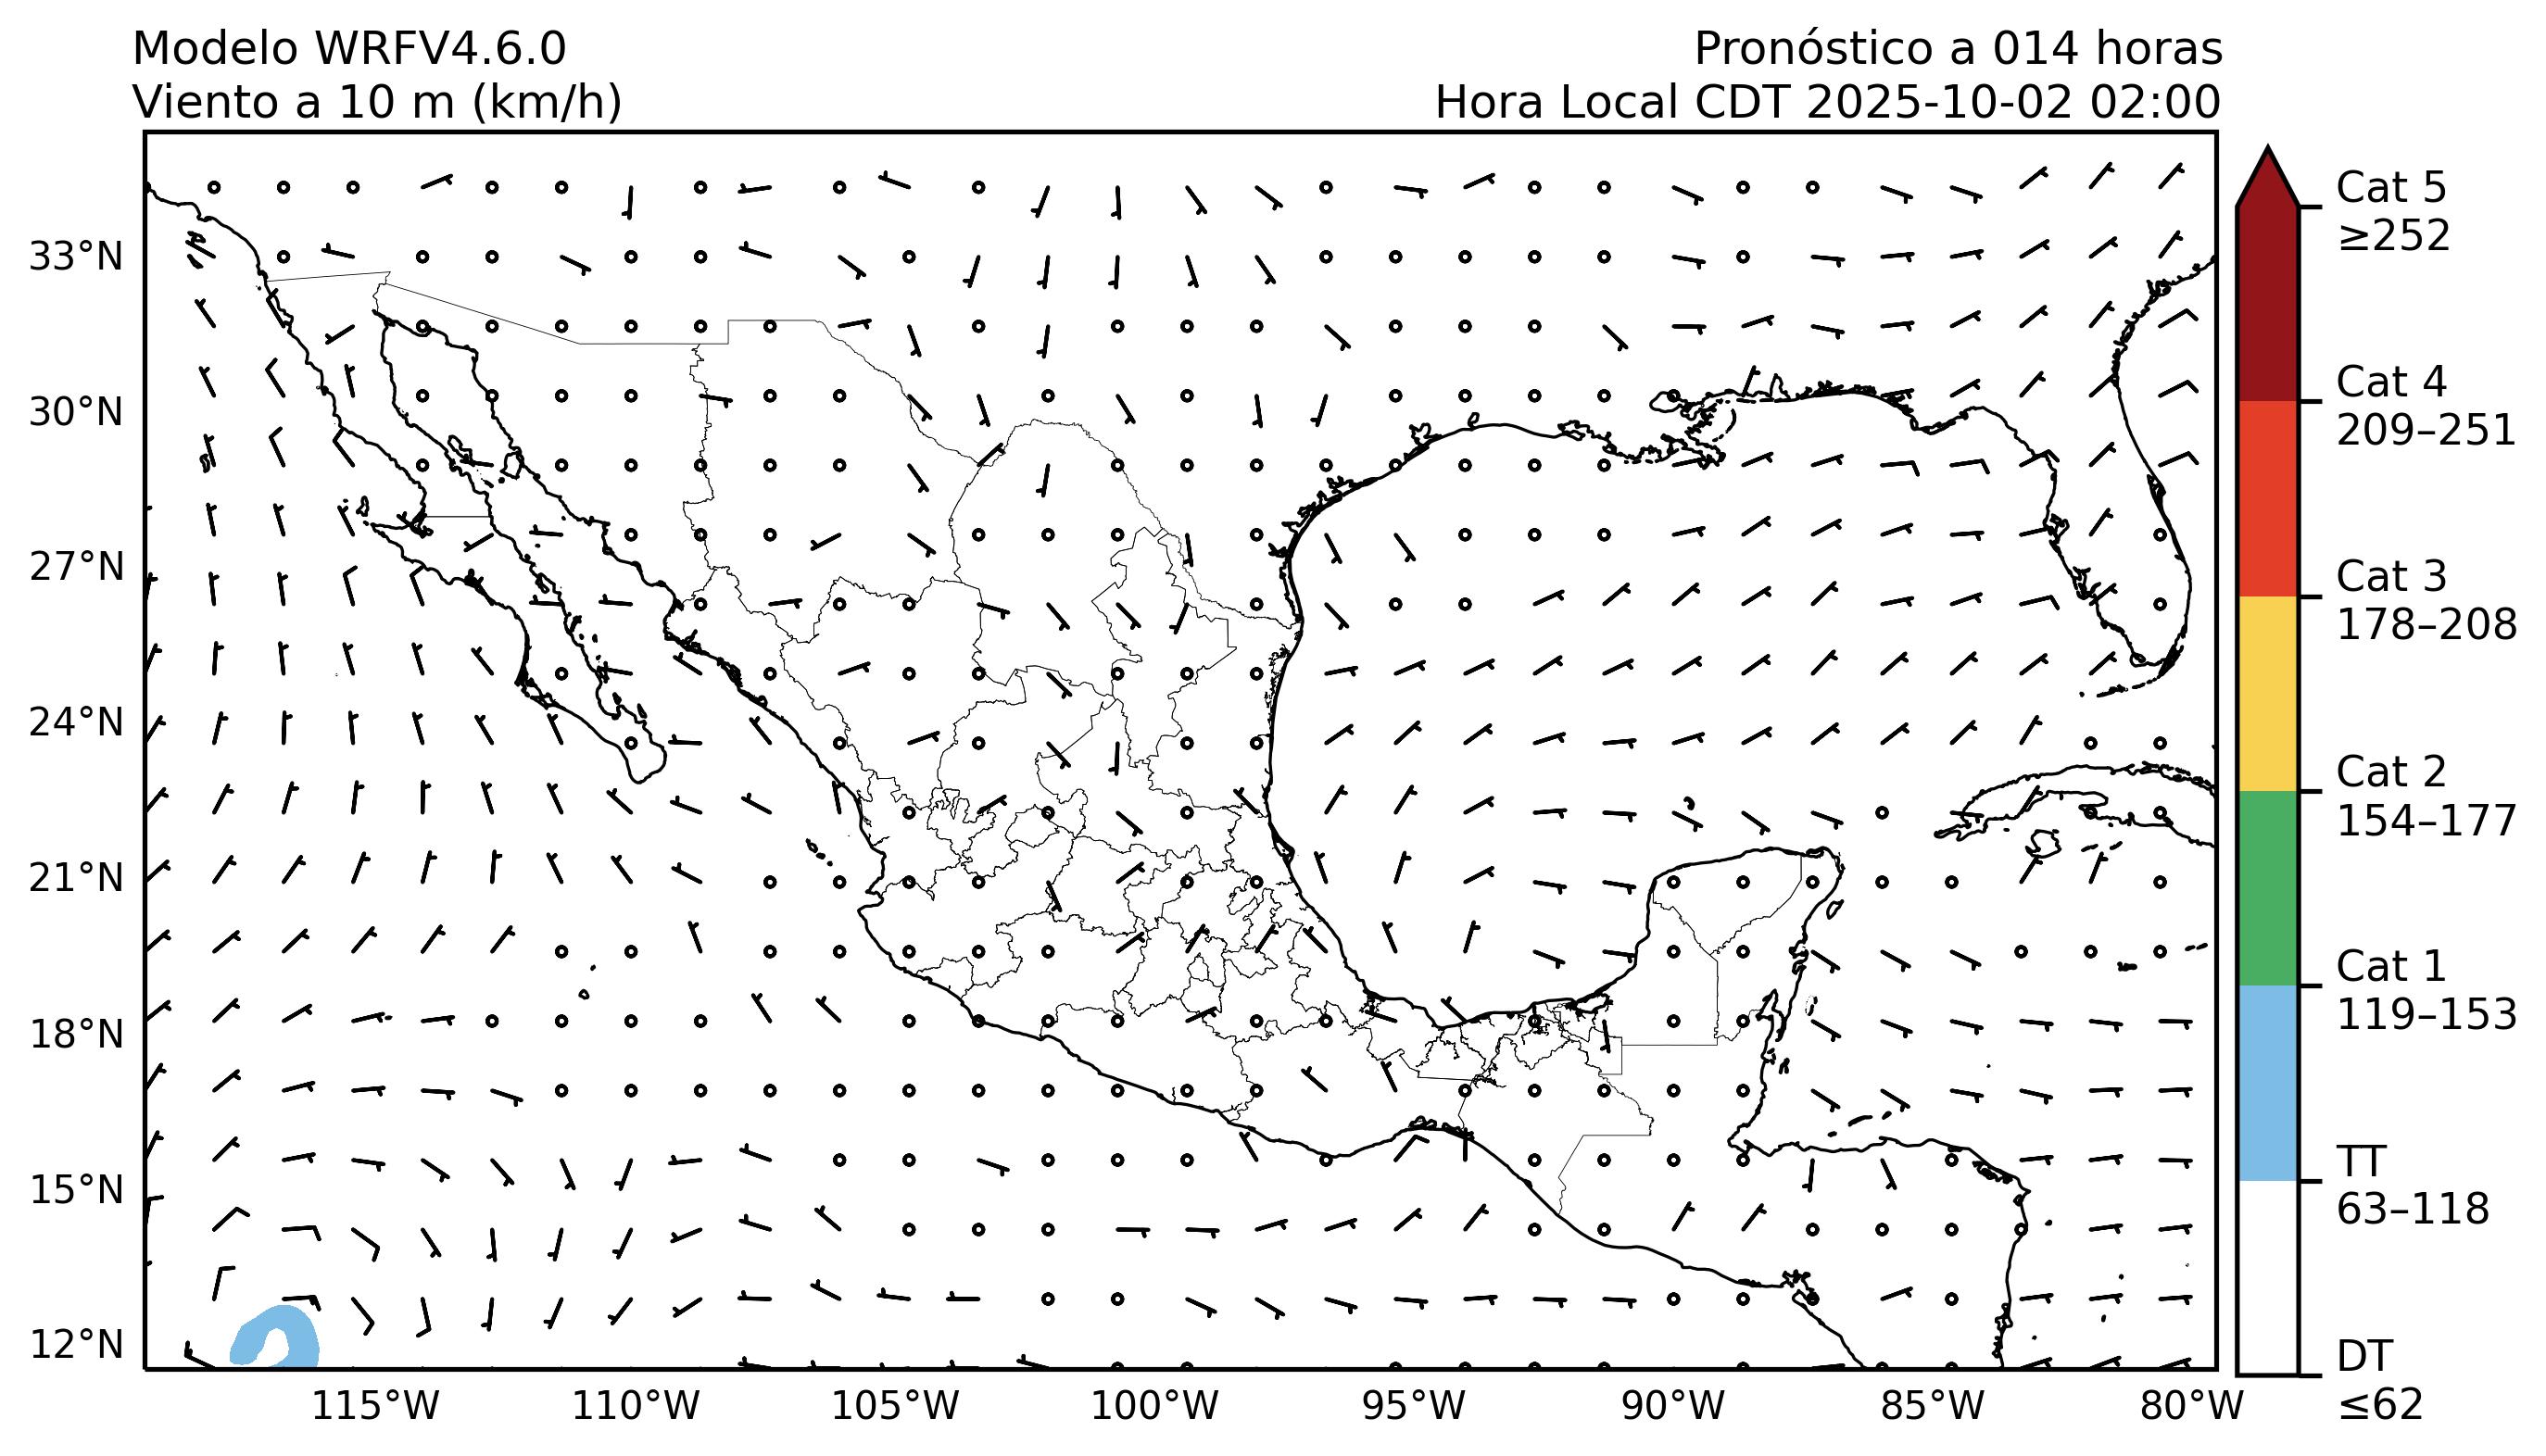 Modelo WRFV4.6.0
Viento a 10 m (km/h)
Pronóstico a 014 horas
Hora Local CDT 2025-10-02 02:00
33°N
30°N
27°N
24°N
21°N
18°N
15°N
12°N
115°W
110°W
105°W
100°W
95°W
90°W
85°W
80°W
Cat 5
≥252
Cat 4
209–251
Cat 3
178–208
Cat 2
154–177
Cat 1
119–153
TT
63–118
DT
≤62